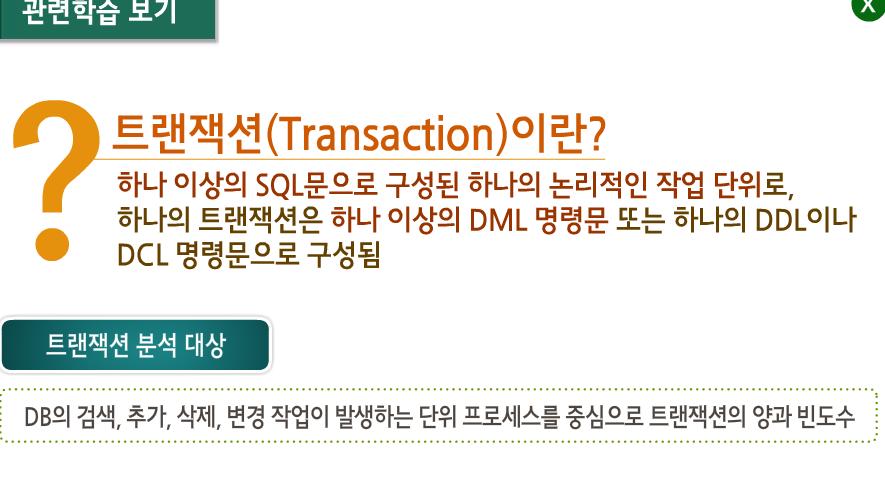 관련학습 보기
X
?
트랜잭션(Transaction)이란?
하나 이상의 SQL문으로 구성된 하나의 논리적인 작업 단위로,
하나의 트랜잭션은 하나 이상의 DML 명령문 또는 하나의 DDL이나
DCL 명령문으로 구성됨
트랜잭션 분석 대상
DB의 검색, 추가, 삭제, 변경 작업이 발생하는 단위 프로세스를 중심으로 트랜잭션의 양과 빈도수